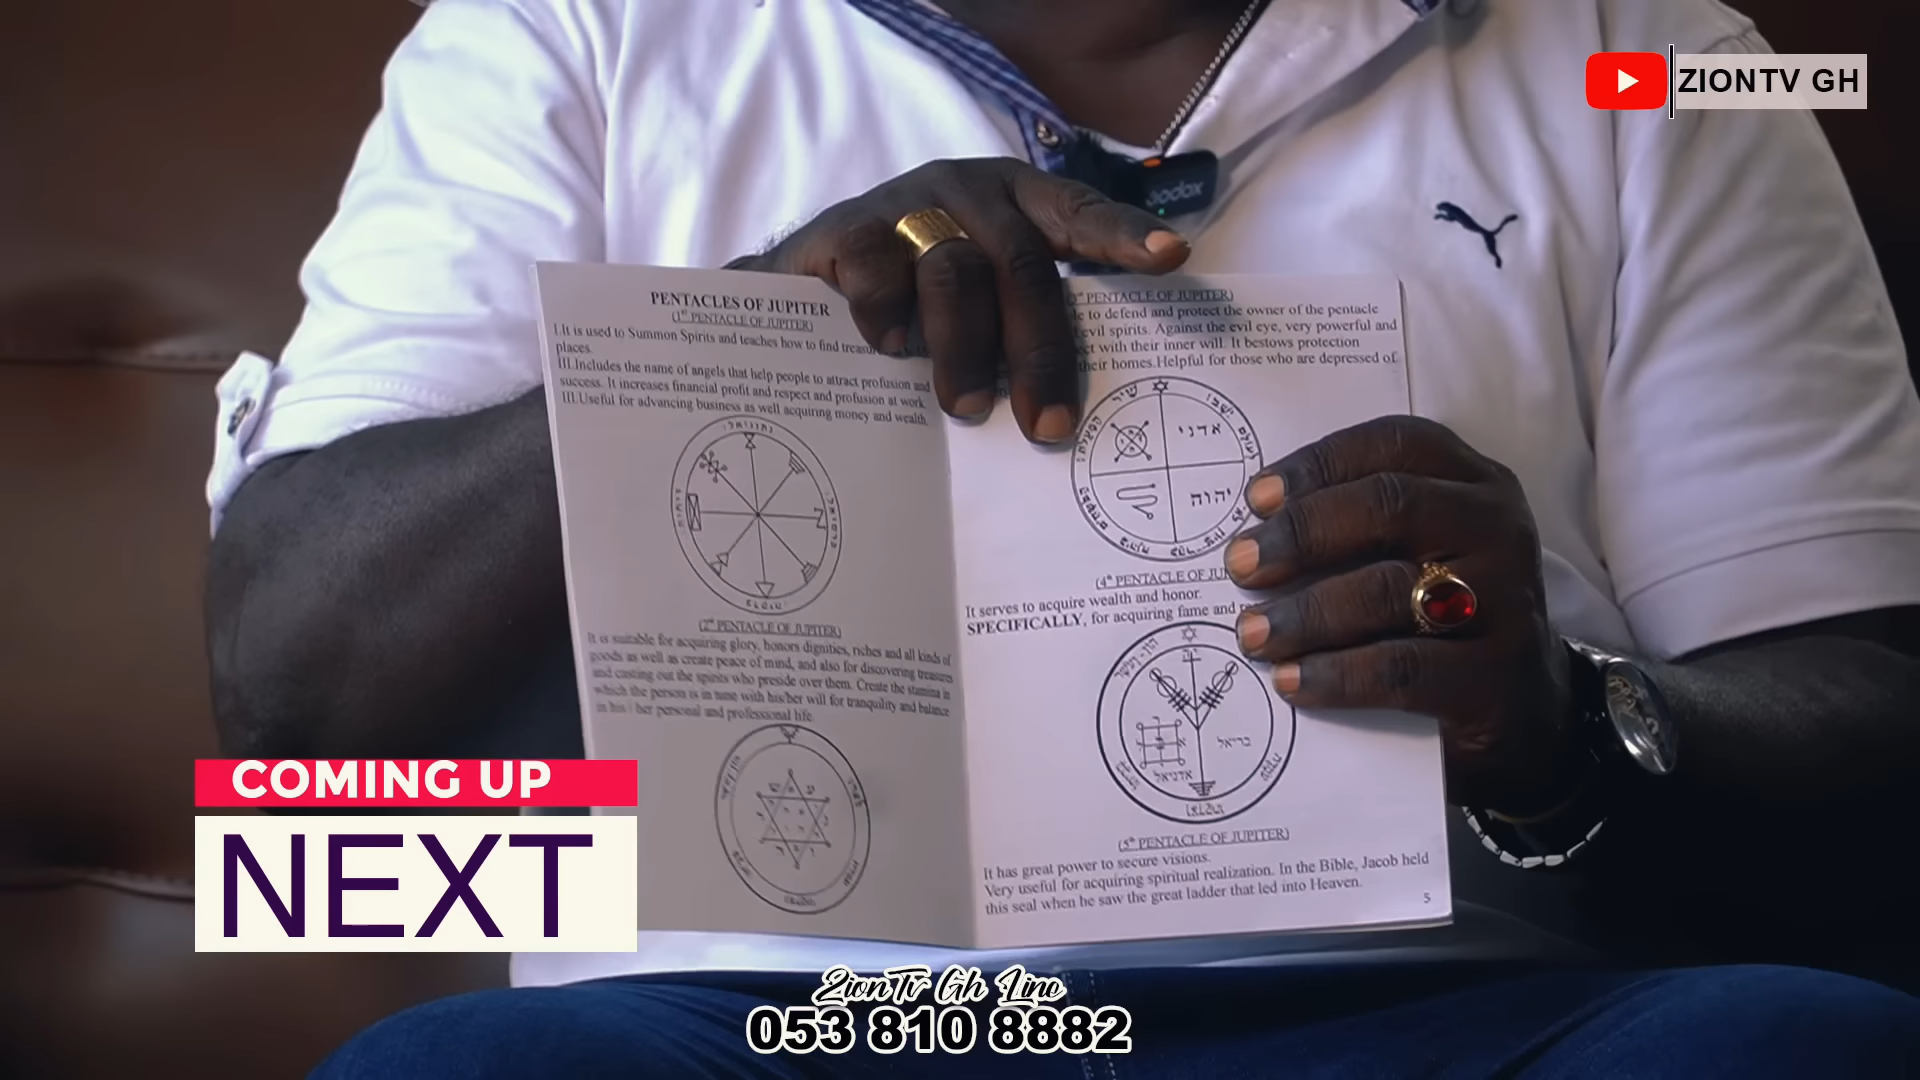 ZIONTV GH
Godox
PENTACLES OF JUPITER
(1st PENTACLE OF JUPITER)
I.It is used to Summon Spirits and teaches how to find
places.
III.Includes the name of angels that help people to attract profusion and
success. It increases financial profit and respect and profusion at work.
III.Useful for advancing business as well acquiring money and wealth.
(2nd PENTACLE OF JUPITER)
It is suitable for acquiring glory, honors dignities, riches and all kinds of
goods as well as create peace of mind, and also for discovering treasures
and casting out the spirits who preside over them. Create the stamina in
which the person is in tune with his/her will for tranquility and balance
in his / her personal and professional life.
PENTACLE OF JUPITER)
to defend and protect the owner of the pentacle
evil spirits. Against the evil eye, very powerful and
with their inner will. It bestows protection
their homes.Helpful for those who are depressed of
אדני
יהוה
(4th PENTACLE OF
It serves to acquire wealth and honor.
SPECIFICALLY, for acquiring fame and
בריאל
אדניאל
(5th PENTACLE OF JUPITER)
It has great power to secure visions.
Very useful for acquiring spiritual realization. In the Bible, Jacob held
this seal when he saw the great ladder that led into Heaven.
5
COMING UP
NEXT
ZionTv Gh Line
053 810 8882